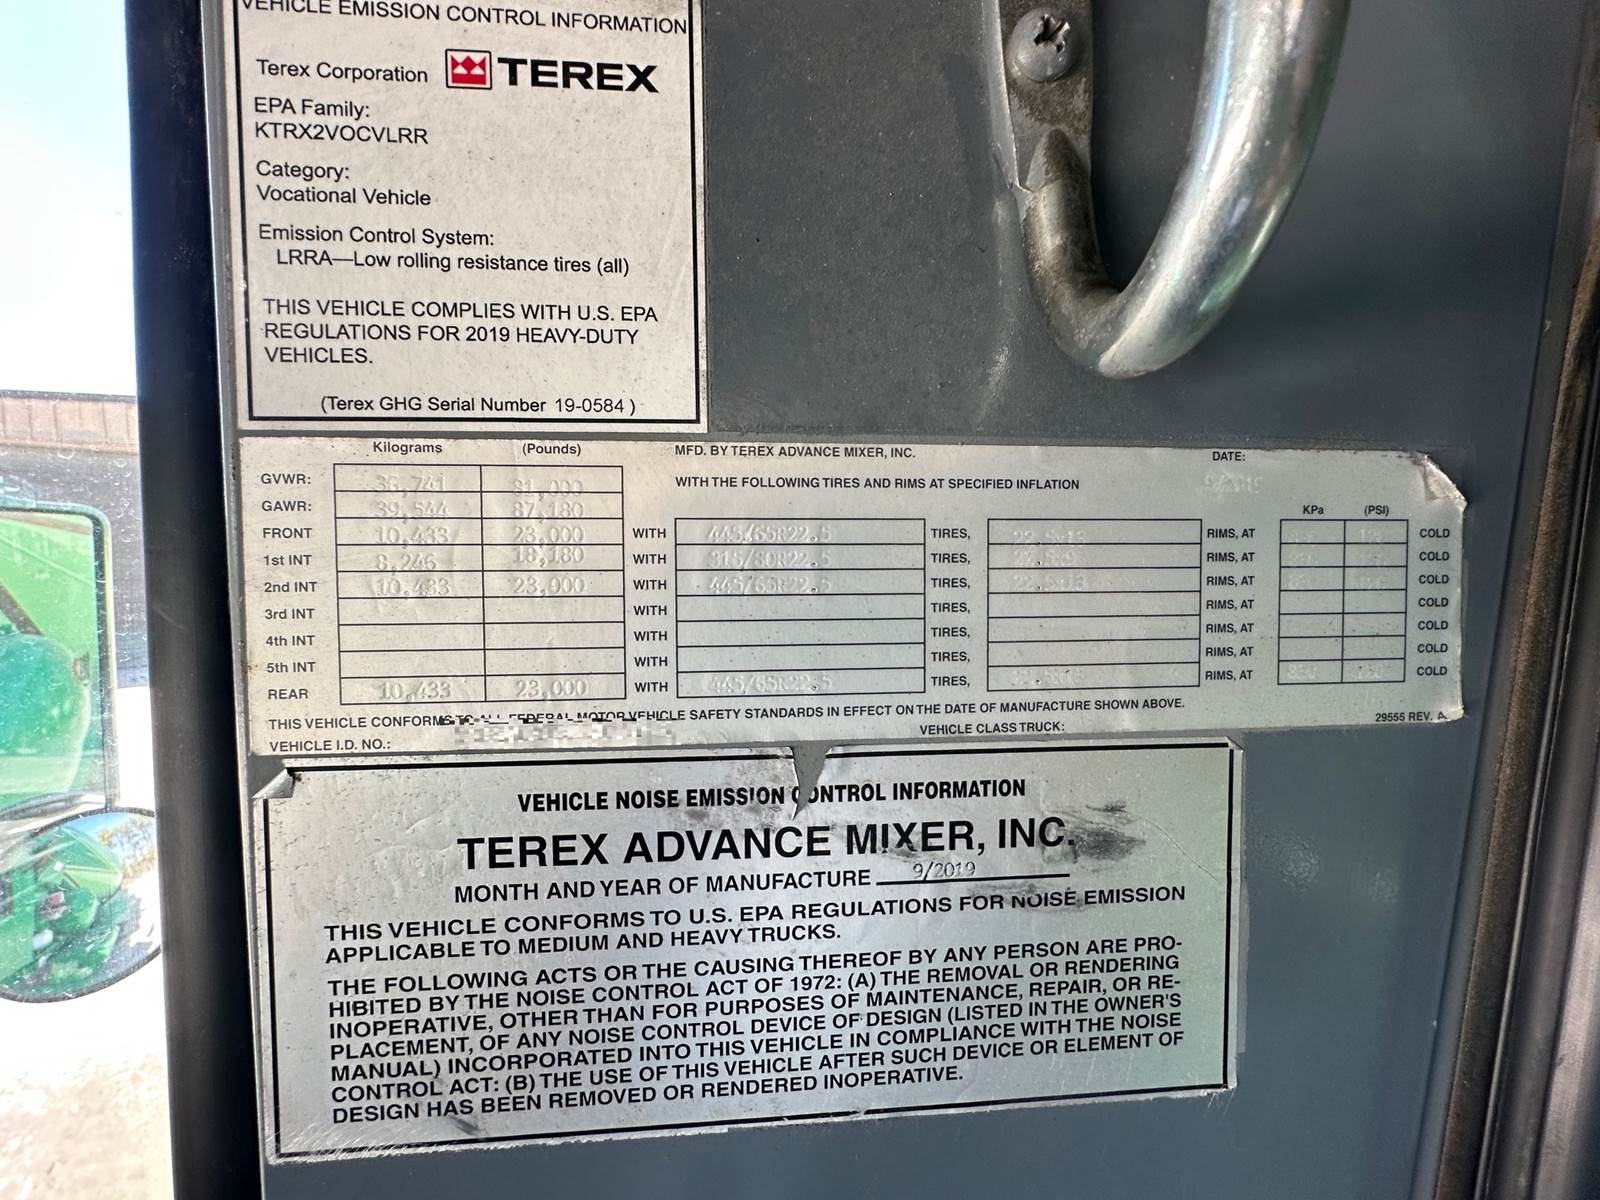 VEHICLE EMISSION CONTROL INFORMATION
Terex Corporation TEREX
EPA Family:
KTRX2VOCVLRR
Category:
Vocational Vehicle
Emission Control System:
LRRA—Low rolling resistance tires (all)
THIS VEHICLE COMPLIES WITH U.S. EPA
REGULATIONS FOR 2019 HEAVY-DUTY
VEHICLES.
(Terex GHG Serial Number 19-0584 )
Kilograms (Pounds) MFD. BY TEREX ADVANCE MIXER, INC. DATE:
GVWR: 36,741 81,000 WITH THE FOLLOWING TIRES AND RIMS AT SPECIFIED INFLATION 9/2019
GAWR: 39,544 87,180 KPa (PSI)
FRONT 10,433 23,000 WITH 445/65R22.5 TIRES, RIMS, AT COLD
1st INT 8,246 18,180 WITH 315/80R22.5 TIRES, RIMS, AT COLD
2nd INT 10,433 23,000 WITH 445/65R22.5 TIRES, RIMS, AT COLD
3rd INT WITH TIRES, RIMS, AT COLD
4th INT WITH TIRES, RIMS, AT COLD
5th INT WITH TIRES, RIMS, AT COLD
REAR 10,433 23,000 WITH 445/65R22.5 TIRES, RIMS, AT COLD
THIS VEHICLE CONFORMS TO ALL FEDERAL MOTOR VEHICLE SAFETY STANDARDS IN EFFECT ON THE DATE OF MANUFACTURE SHOWN ABOVE.
29555 REV. A
VEHICLE I.D. NO.: VEHICLE CLASS TRUCK:
VEHICLE NOISE EMISSION CONTROL INFORMATION
TEREX ADVANCE MIXER, INC.
MONTH AND YEAR OF MANUFACTURE 9/2019
THIS VEHICLE CONFORMS TO U.S. EPA REGULATIONS FOR NOISE EMISSION
APPLICABLE TO MEDIUM AND HEAVY TRUCKS.
THE FOLLOWING ACTS OR THE CAUSING THEREOF BY ANY PERSON ARE PRO-
HIBITED BY THE NOISE CONTROL ACT OF 1972: (A) THE REMOVAL OR RENDERING
INOPERATIVE, OTHER THAN FOR PURPOSES OF MAINTENANCE, REPAIR, OR RE-
PLACEMENT, OF ANY NOISE CONTROL DEVICE OF DESIGN (LISTED IN THE OWNER'S
MANUAL) INCORPORATED INTO THIS VEHICLE IN COMPLIANCE WITH THE NOISE
CONTROL ACT: (B) THE USE OF THIS VEHICLE AFTER SUCH DEVICE OR ELEMENT OF
DESIGN HAS BEEN REMOVED OR RENDERED INOPERATIVE.